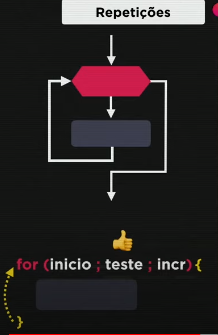 Repetições
for (inicio ; teste ; incr) {
}